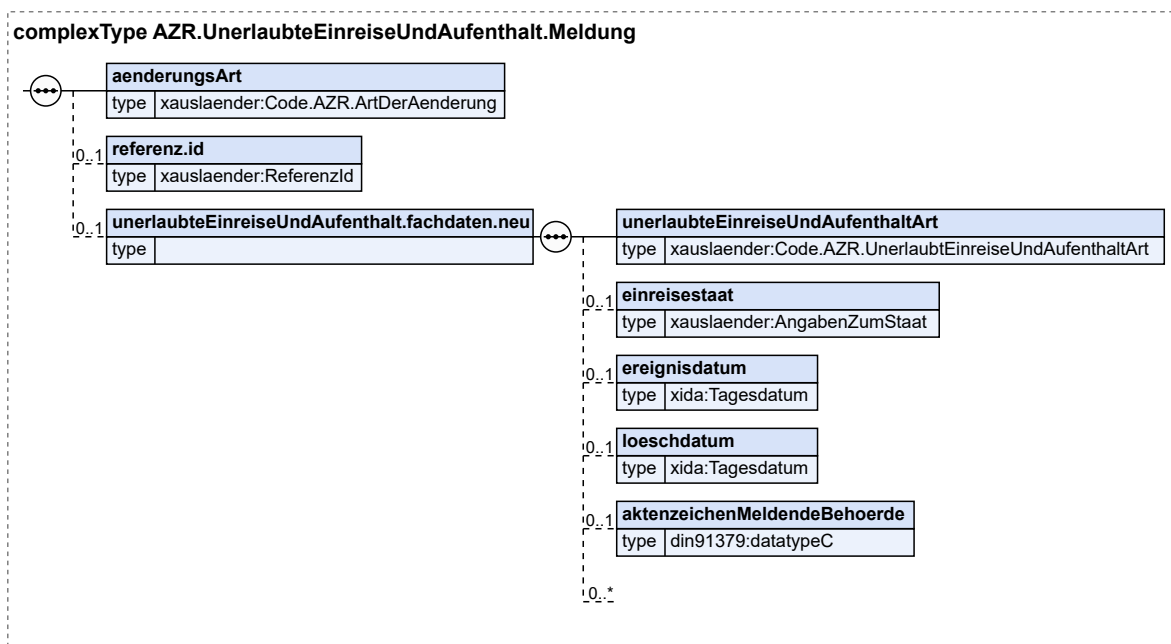 complexType AZR.UnerlaubteEinreiseUndAufenthalt.Meldung
aenderungsArt
type xauslaender:Code.AZR.ArtDerAenderung
0..1 referenz.id
type xauslaender:ReferenzId
0..1 unerlaubteEinreiseUndAufenthalt.fachdaten.neu
type
unerlaubteEinreiseUndAufenthaltArt
type xauslaender:Code.AZR.UnerlaubtEinreiseUndAufenthaltArt
0..1 einreisestaat
type xauslaender:AngabenZumStaat
0..1 ereignisdatum
type xida:Tagesdatum
0..1 loeschdatum
type xida:Tagesdatum
0..1 aktenzeichenMeldendeBehoerde
type din91379:datatypeC
0..*